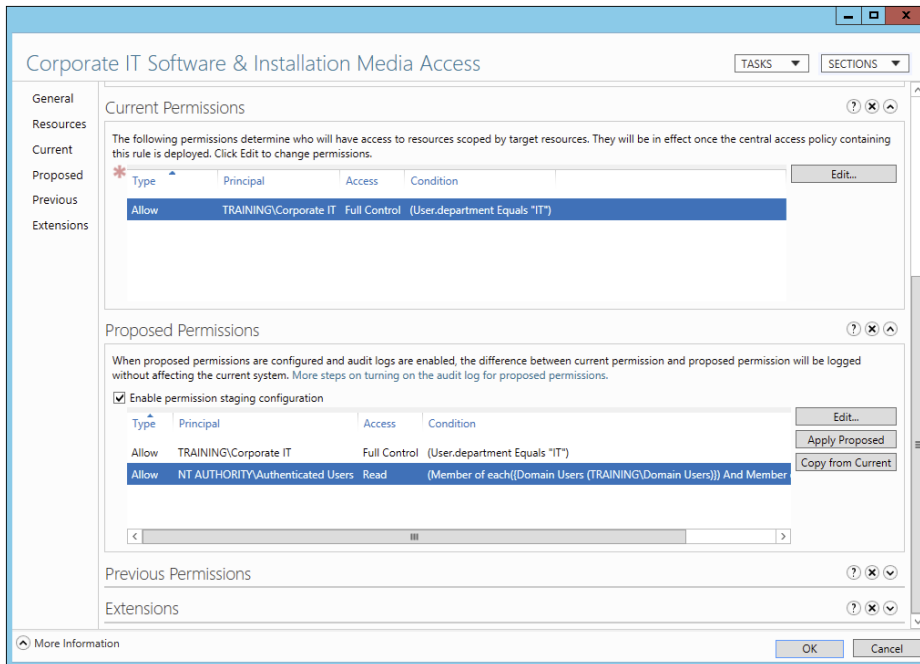 Corporate IT Software & Installation Media Access
TASKS
SECTIONS
General
Resources
Current
Proposed
Previous
Extensions
Current Permissions
The following permissions determine who will have access to resources scoped by target resources. They will be in effect once the central access policy containing
this rule is deployed. Click Edit to change permissions.
Type Principal Access Condition
Edit...
Allow TRAINING\Corporate IT Full Control (User.department Equals "IT")
Proposed Permissions
When proposed permissions are configured and audit logs are enabled, the difference between current permission and proposed permission will be logged
without affecting the current system. More steps on turning on the audit log for proposed permissions.
Enable permission staging configuration
Type Principal Access Condition
Edit...
Apply Proposed
Copy from Current
Allow TRAINING\Corporate IT Full Control (User.department Equals "IT")
Allow NT AUTHORITY\Authenticated Users Read (Member of each({Domain Users (TRAINING\Domain Users)}) And Member
Previous Permissions
Extensions
More Information
OK
Cancel